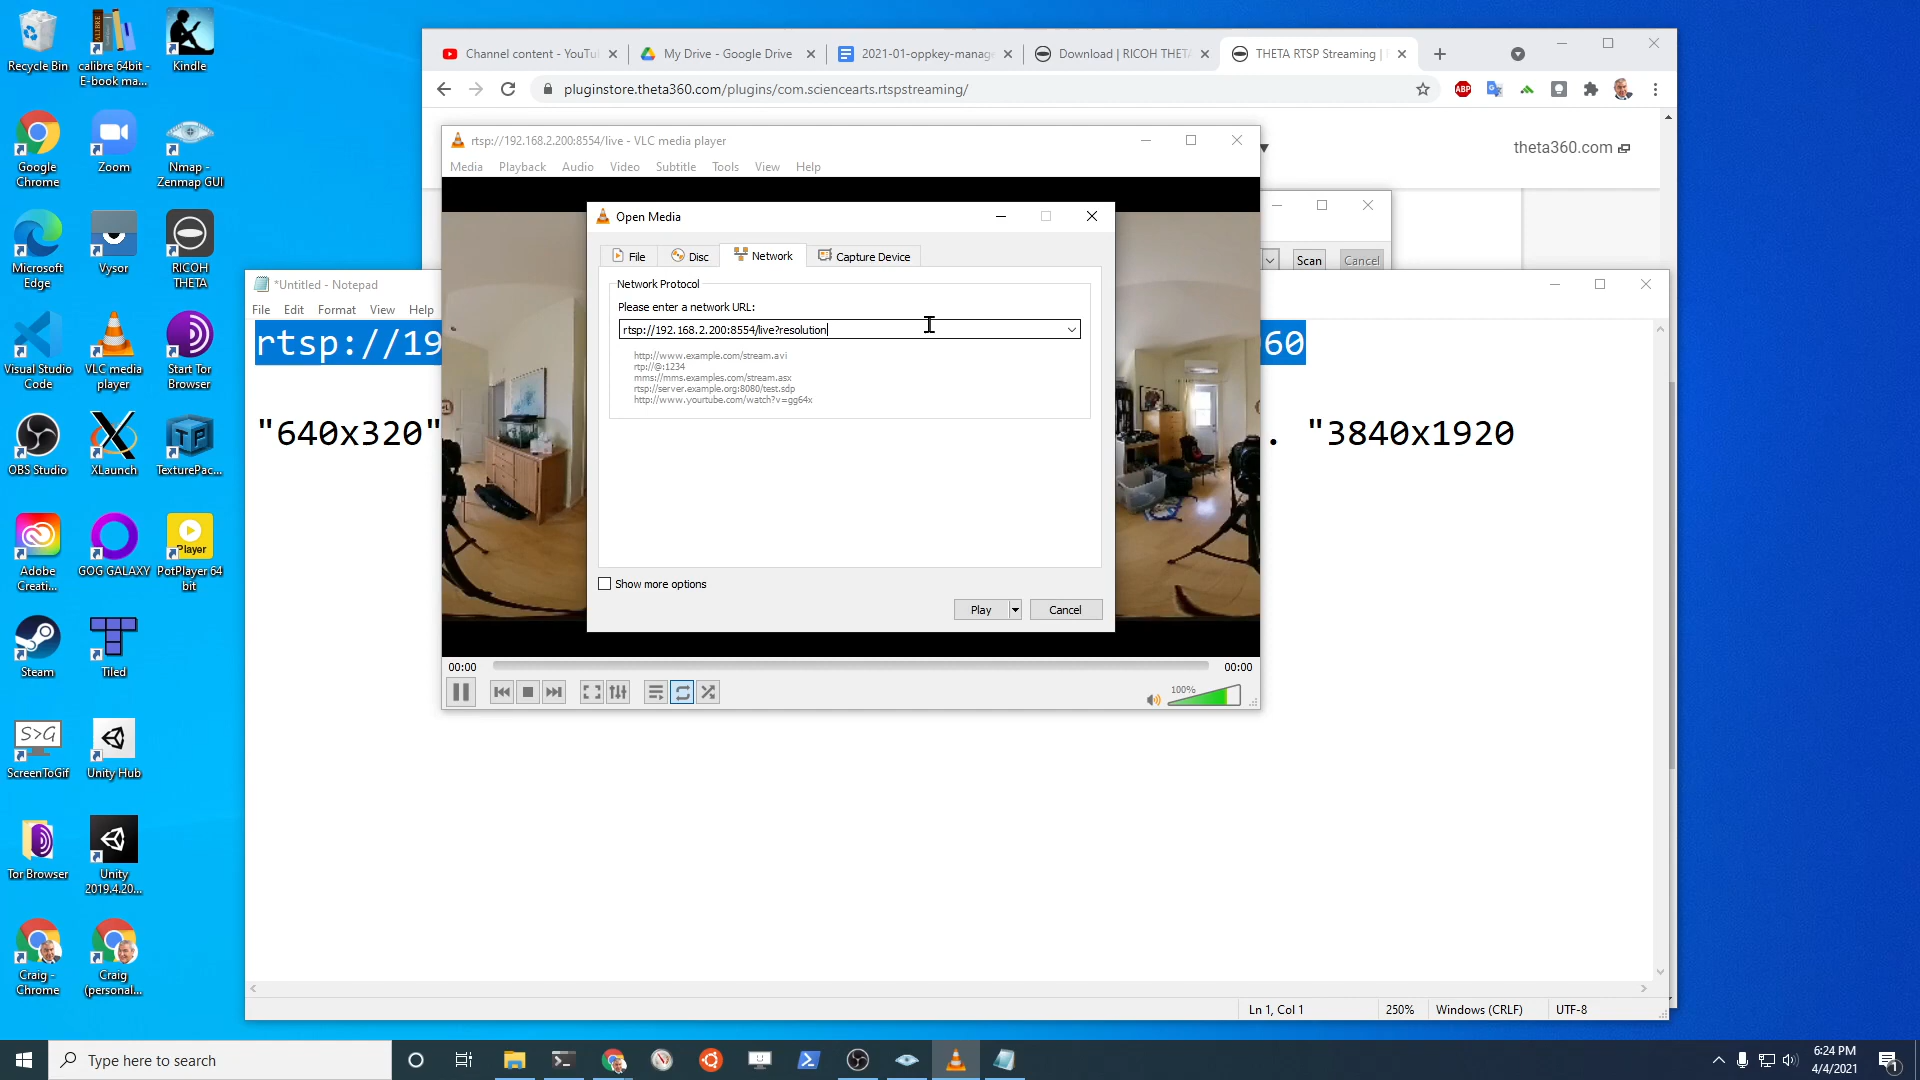 Recycle Bin
calibre 64bit -
E-book ma...
Kindle
Google
Chrome
Zoom
Nmap -
Zenmap GUI
Microsoft
Edge
Vysor
RICOH
THETA
Visual Studio
Code
VLC media
player
Start Tor
Browser
OBS Studio
XLaunch
TexturePac...
Adobe
Creati...
GOG GALAXY
Player
PotPlayer 64
bit
Steam
Tiled
S>G
ScreenToGif
Unity Hub
Tor Browser
Unity
2019.4.20...
Craig -
Chrome
Craig
(personal...
Channel content - YouTu
My Drive - Google Drive
2021-01-oppkey-manage
Download | RICOH THETA
THETA RTSP Streaming |
pluginstore.theta360.com/plugins/com.sciencearts.rtspstreaming/
ABP
theta360.com
Scan
Cancel
rtsp://192.168.2.200:8554/live - VLC media player
Media Playback Audio Video Subtitle Tools View Help
Open Media
File
Disc
Network
Capture Device
Network Protocol
Please enter a network URL:
rtsp://192.168.2.200:8554/live?resolution
http://www.example.com/stream.avi
rtp://@:1234
mms://mms.examples.com/stream.asx
rtsp://server.example.org:8080/test.sdp
http://www.yourtube.com/watch?v=gg64x
Show more options
Play
Cancel
00:00
00:00
100%
*Untitled - Notepad
File Edit Format View Help
rtsp://19
60
"640x320"
. "3840x1920
Ln 1, Col 1
250%
Windows (CRLF)
UTF-8
Type here to search
6:24 PM
4/4/2021
1